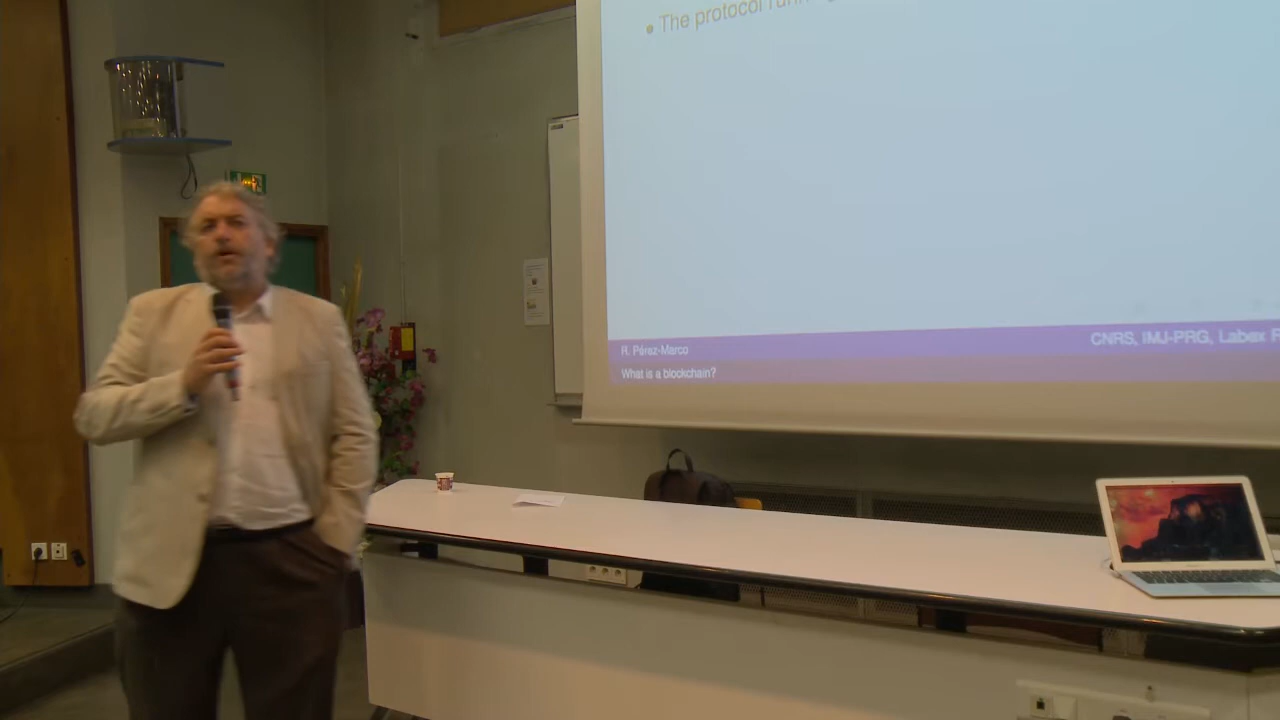 • The protocol
R. Pérez-Marco
CNRS, IMJ-PRG, Labex
What is a blockchain?